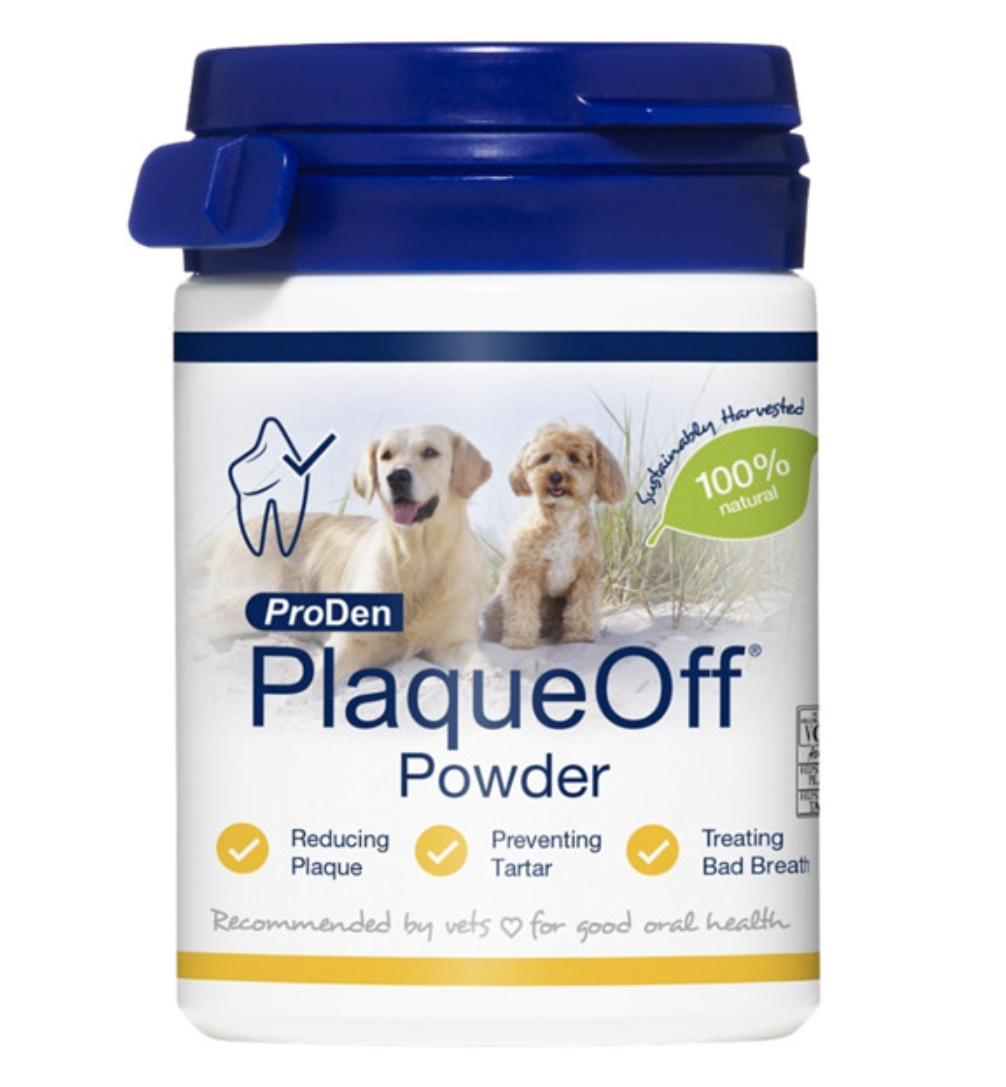 Sustainably Harvested
100%
natural
ProDen
PlaqueOff®
Powder
Reducing
Plaque
Preventing
Tartar
Treating
Bad Breath
Recommended by vets ♡ for good oral health